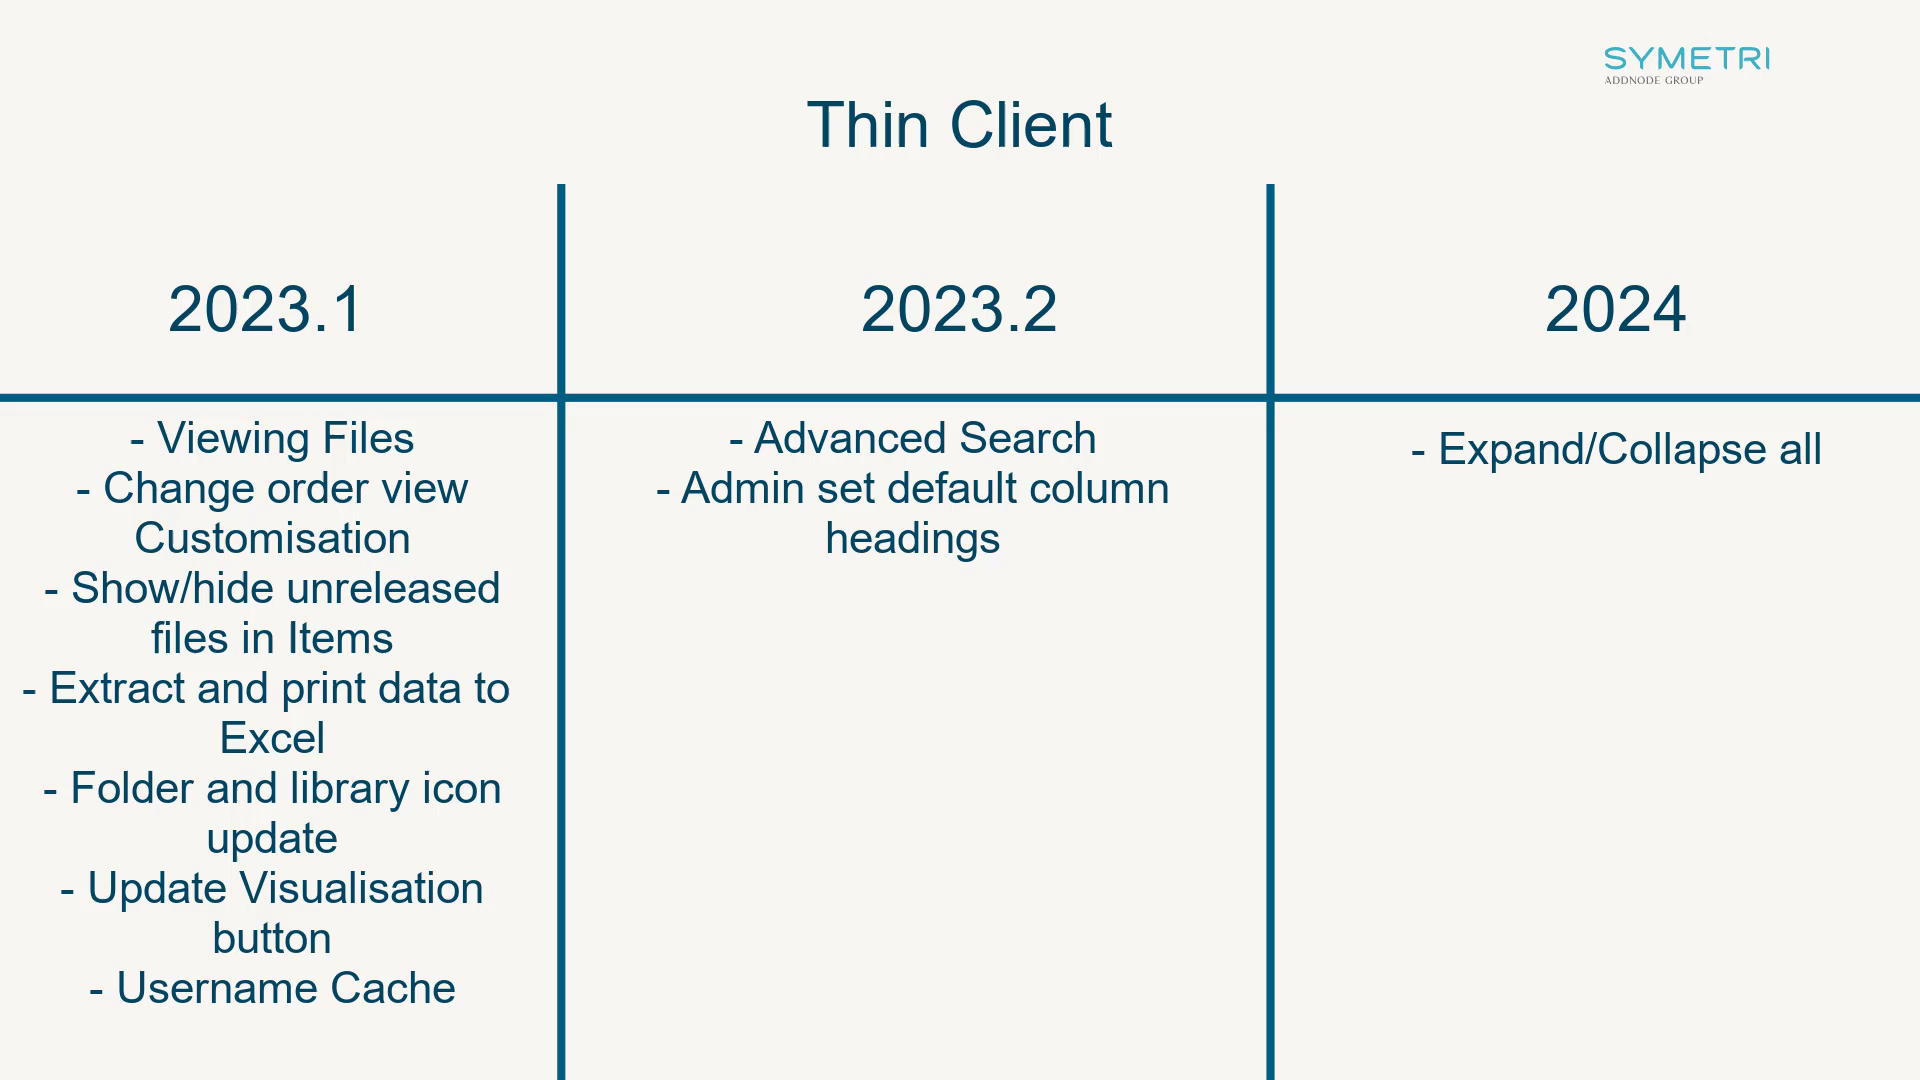 SYMETRI
ADDNODE GROUP
Thin Client
2023.1
2023.2
2024
- Viewing Files
- Change order view
Customisation
- Show/hide unreleased
files in Items
- Extract and print data to
Excel
- Folder and library icon
update
- Update Visualisation
button
- Username Cache
- Advanced Search
- Admin set default column
headings
- Expand/Collapse all